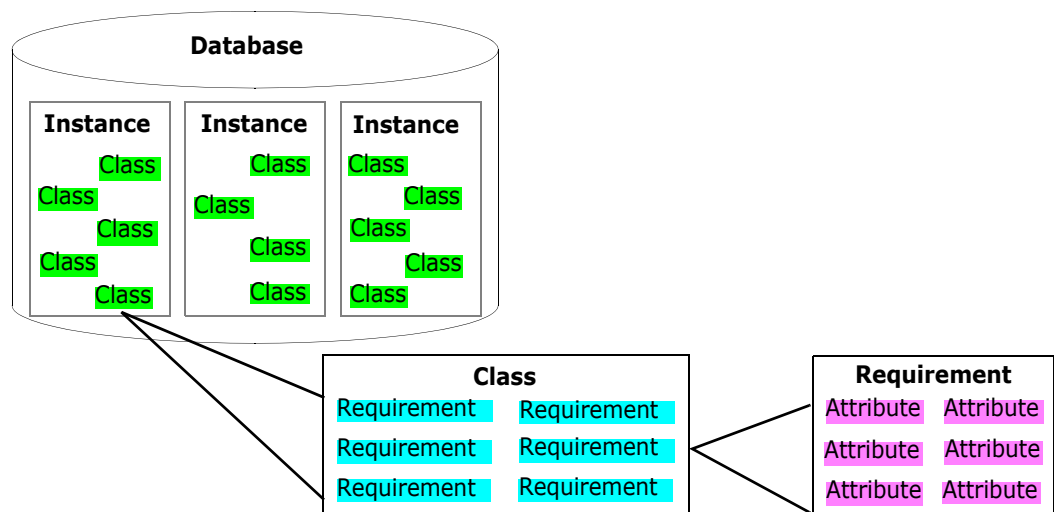 Database
Instance Instance Instance
Class Class Class
Class Class Class
Class Class Class
Class Class Class
Class Class
Class
Requirement Requirement
Requirement Requirement
Requirement Requirement
Requirement
Attribute Attribute
Attribute Attribute
Attribute Attribute